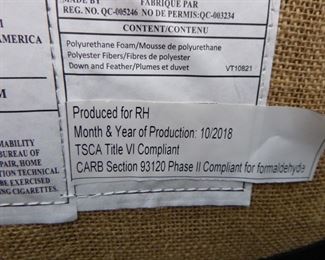 MADE BY FABRIQUÉ PAR
REG. NO. QC-005246 NO DE PERMIS:QC-003234
CONTENT/CONTENU
Polyurethane Foam/Mousse de polyurethane
Polyester Fibers/Fibres de polyester
Down and Feather/Plumes et duvet VT10821
AMERICA
Produced for RH
Month & Year of Production: 10/2018
TSCA Title VI Compliant
CARB Section 93120 Phase II Compliant for formaldehyde
BUREAU OF
PAIR, HOME
TION TECHNICAL
BE EXERCISED
NG CIGARETTES.